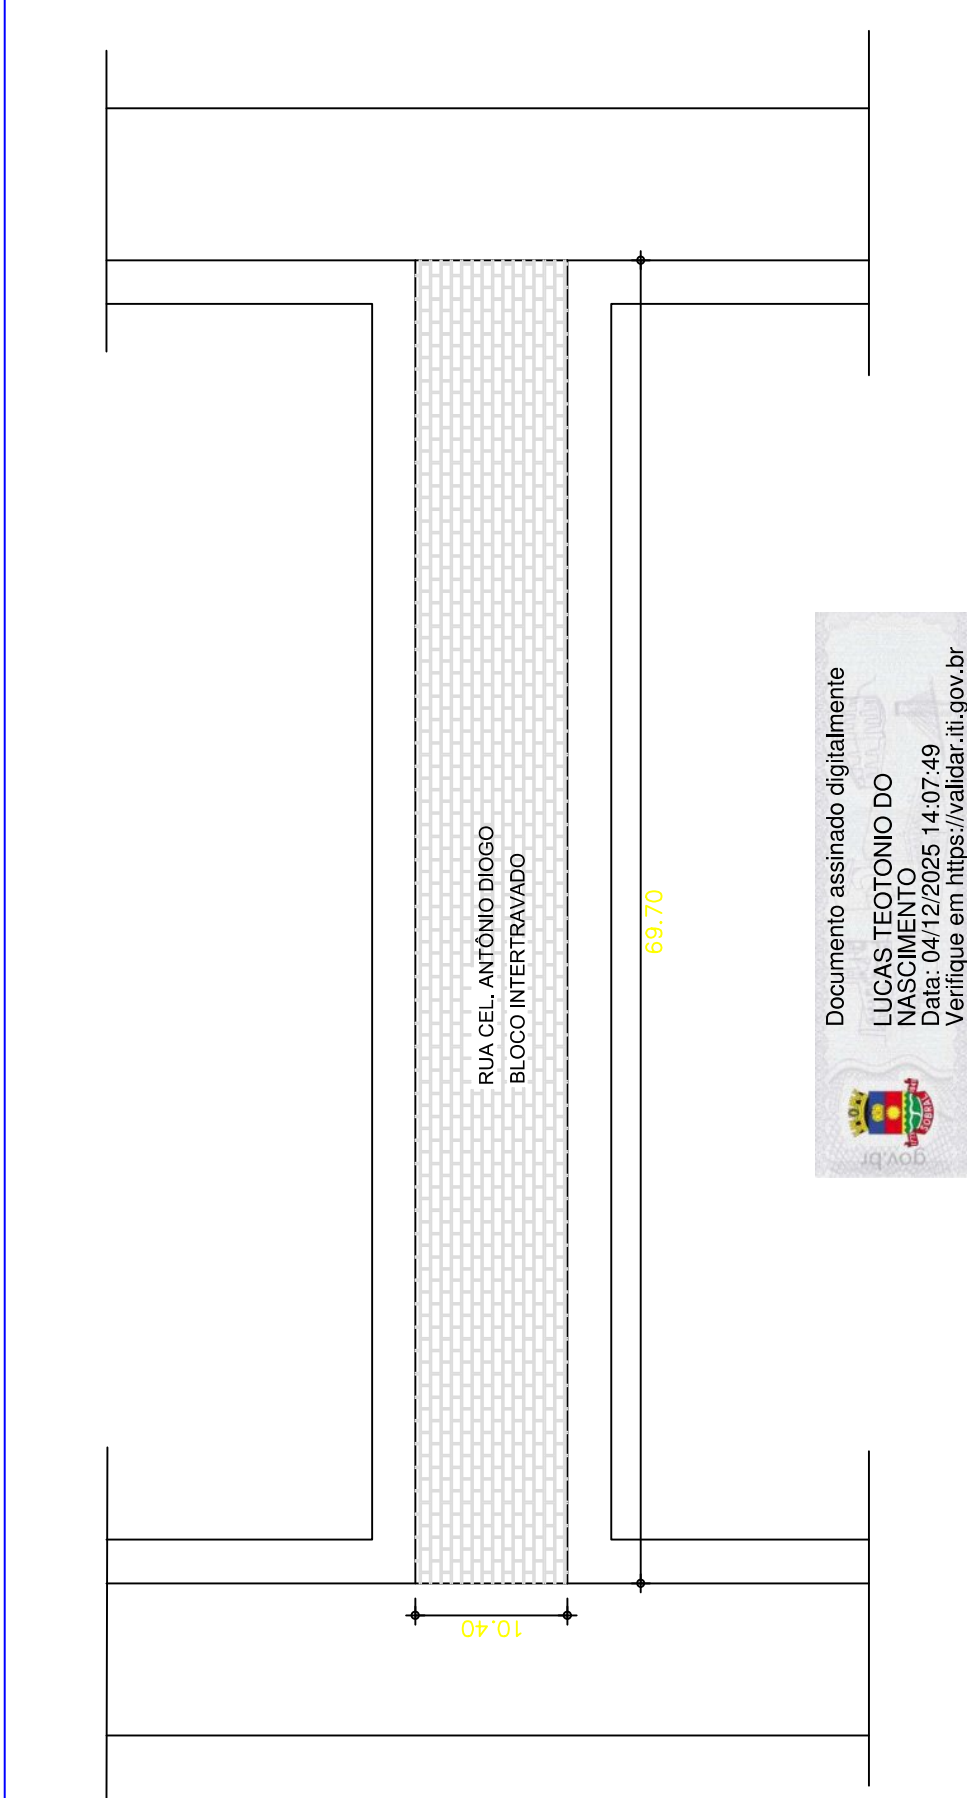 RUA CEL. ANTÔNIO DIOGO
BLOCO INTERTRAVADO
69.70
10.40
Documento assinado digitalmente
LUCAS TEOTONIO DO
NASCIMENTO
Data: 04/12/2025 14:07:49
Verifique em https://validar.iti.gov.br
gov.br
SOBRAL